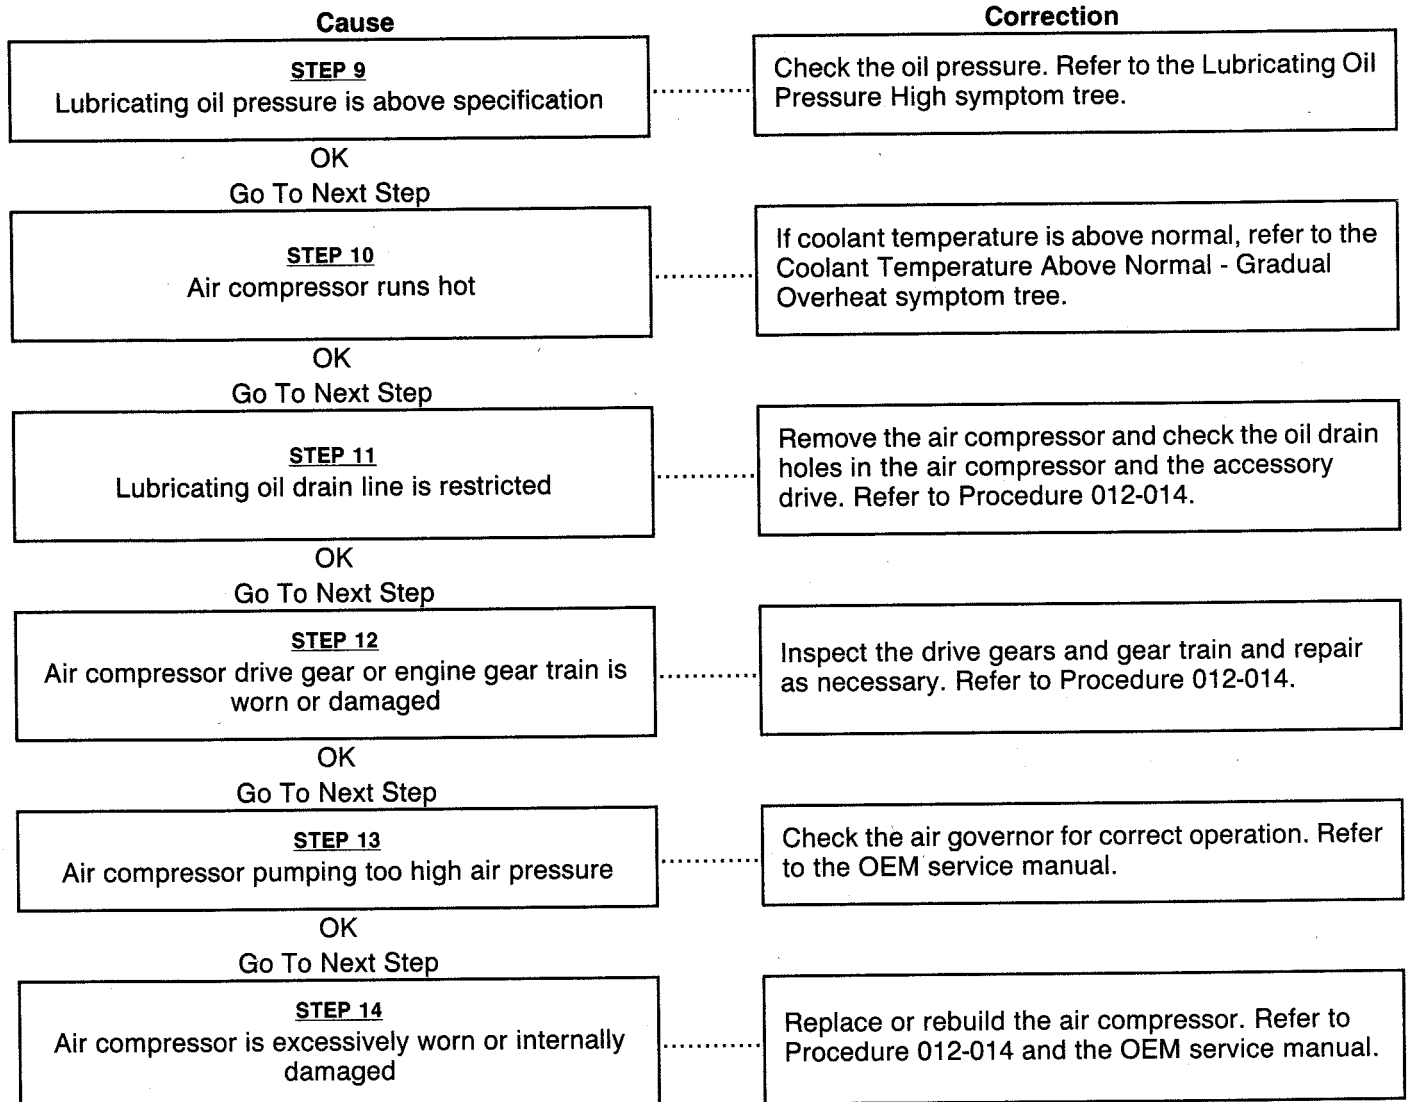 Cause
Correction
STEP 9
Lubricating oil pressure is above specification
Check the oil pressure. Refer to the Lubricating Oil
Pressure High symptom tree.
OK
Go To Next Step
STEP 10
Air compressor runs hot
If coolant temperature is above normal, refer to the
Coolant Temperature Above Normal - Gradual
Overheat symptom tree.
OK
Go To Next Step
STEP 11
Lubricating oil drain line is restricted
Remove the air compressor and check the oil drain
holes in the air compressor and the accessory
drive. Refer to Procedure 012-014.
OK
Go To Next Step
STEP 12
Air compressor drive gear or engine gear train is
worn or damaged
Inspect the drive gears and gear train and repair
as necessary. Refer to Procedure 012-014.
OK
Go To Next Step
STEP 13
Air compressor pumping too high air pressure
Check the air governor for correct operation. Refer
to the OEM service manual.
OK
Go To Next Step
STEP 14
Air compressor is excessively worn or internally
damaged
Replace or rebuild the air compressor. Refer to
Procedure 012-014 and the OEM service manual.